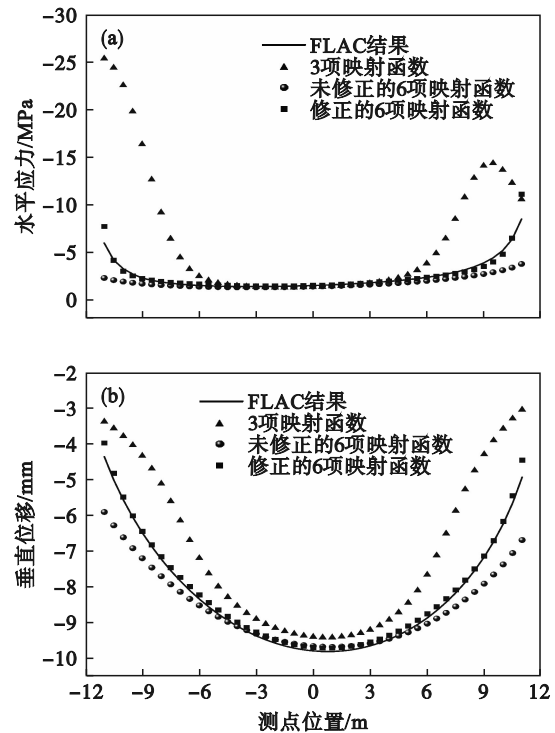 (a)
FLAC结果
3项映射函数
未修正的6项映射函数
修正的6项映射函数
水平应力/MPa
-30
-25
-20
-15
-10
-5
0
(b)
FLAC结果
3项映射函数
未修正的6项映射函数
修正的6项映射函数
垂直位移/mm
-2
-3
-4
-5
-6
-7
-8
-9
-10
-12 -9 -6 -3 0 3 6 9 12
测点位置/m